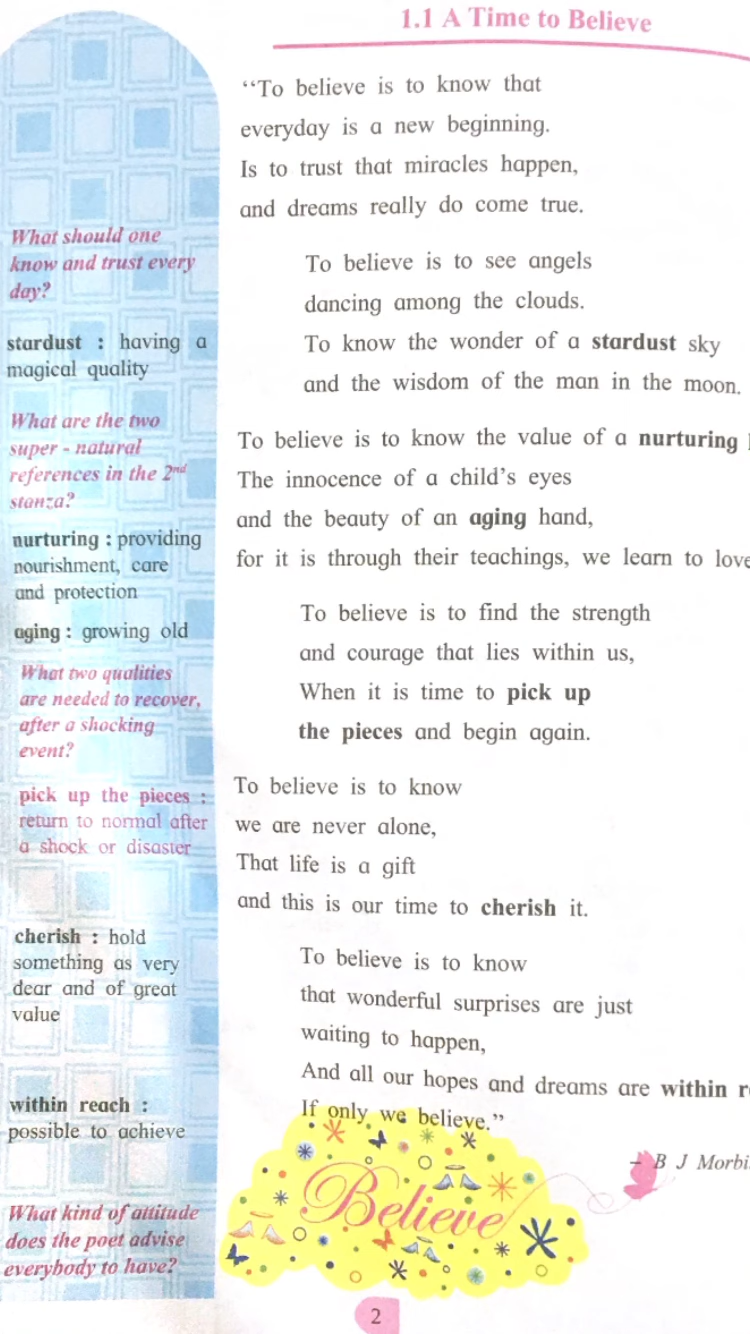 1.1 A Time to Believe
“To believe is to know that
everyday is a new beginning.
Is to trust that miracles happen,
and dreams really do come true.
To believe is to see angels
dancing among the clouds.
To know the wonder of a stardust sky
and the wisdom of the man in the moon.
To believe is to know the value of a nurturing
The innocence of a child's eyes
and the beauty of an aging hand,
for it is through their teachings, we learn to love
To believe is to find the strength
and courage that lies within us,
When it is time to pick up
the pieces and begin again.
To believe is to know
we are never alone,
That life is a gift
and this is our time to cherish it.
To believe is to know
that wonderful surprises are just
waiting to happen,
And all our hopes and dreams are within
If only we believe.”
– B J
Believe
What should one
know and trust every
day?
stardust : having a
magical quality
What are the two
super - natural
references in the 2nd
stanza?
nurturing : providing
nourishment, care
and protection
aging : growing old
What two qualities
are needed to recover,
after a shocking
event?
pick up the pieces :
return to normal after
a shock or disaster
cherish : hold
something as very
dear and of great
value
within reach :
possible to achieve
What kind of attitude
does the poet advise
everybody to have?
2